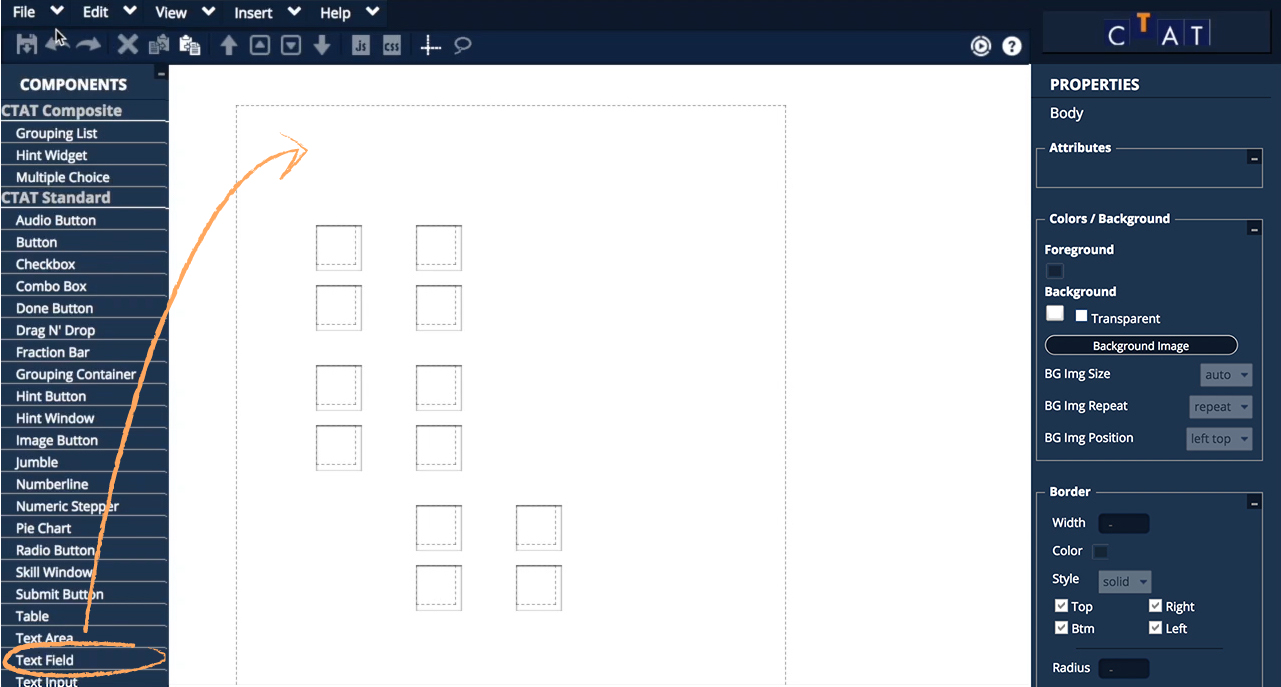 File Edit View Insert Help
Js css
?
C T A T
COMPONENTS
CTAT Composite
Grouping List
Hint Widget
Multiple Choice
CTAT Standard
Audio Button
Button
Checkbox
Combo Box
Done Button
Drag N' Drop
Fraction Bar
Grouping Container
Hint Button
Hint Window
Image Button
Jumble
Numberline
Numeric Stepper
Pie Chart
Radio Button
Skill Window
Submit Button
Table
Text Area
Text Field
Text Input
PROPERTIES
Body
Attributes
Colors / Background
Foreground
Background
Transparent
Background Image
BG Img Size auto
BG Img Repeat repeat
BG Img Position left top
Border
Width -
Color
Style solid
Top Right
Btm Left
Radius -